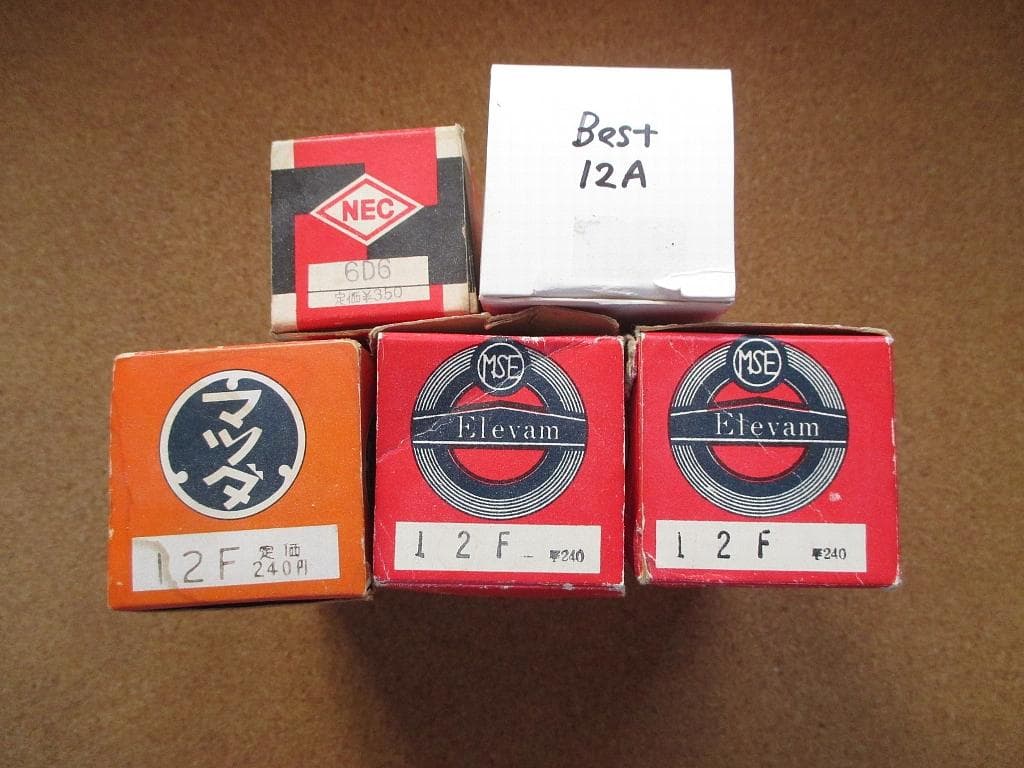 NEC
6D6
定価¥350
Best
12A
マツダ
12F 定価
240円
MSE
Elevam
12F ¥240
MSE
Elevam
12F ¥240